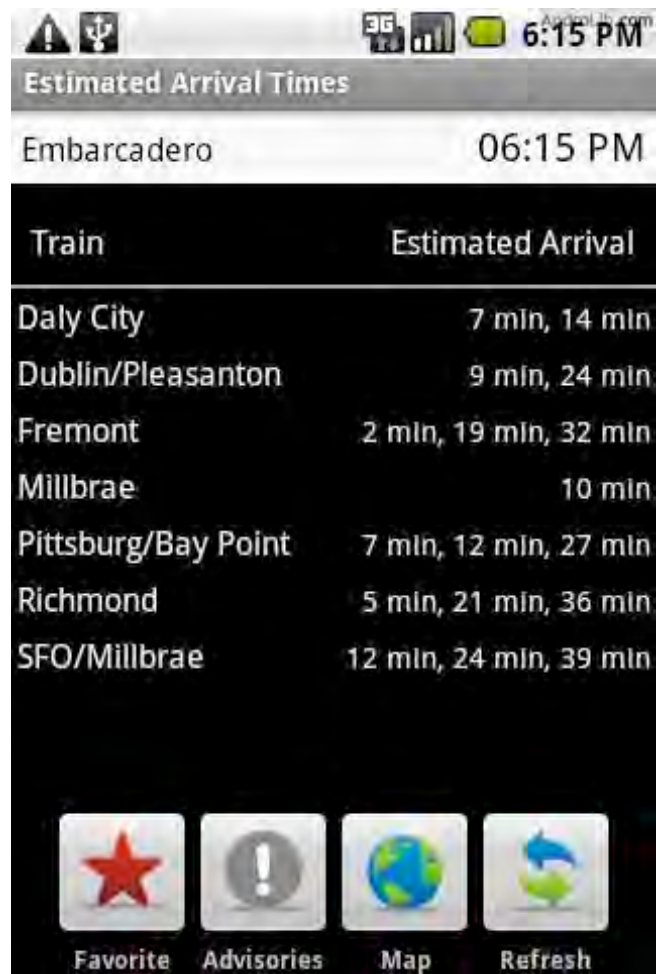 AndroLib.com
3G 6:15 PM
Estimated Arrival Times
Embarcadero 06:15 PM
Train Estimated Arrival
Daly City 7 min, 14 min
Dublin/Pleasanton 9 min, 24 min
Fremont 2 min, 19 min, 32 min
Millbrae 10 min
Pittsburg/Bay Point 7 min, 12 min, 27 min
Richmond 5 min, 21 min, 36 min
SFO/Millbrae 12 min, 24 min, 39 min
Favorite Advisories Map Refresh